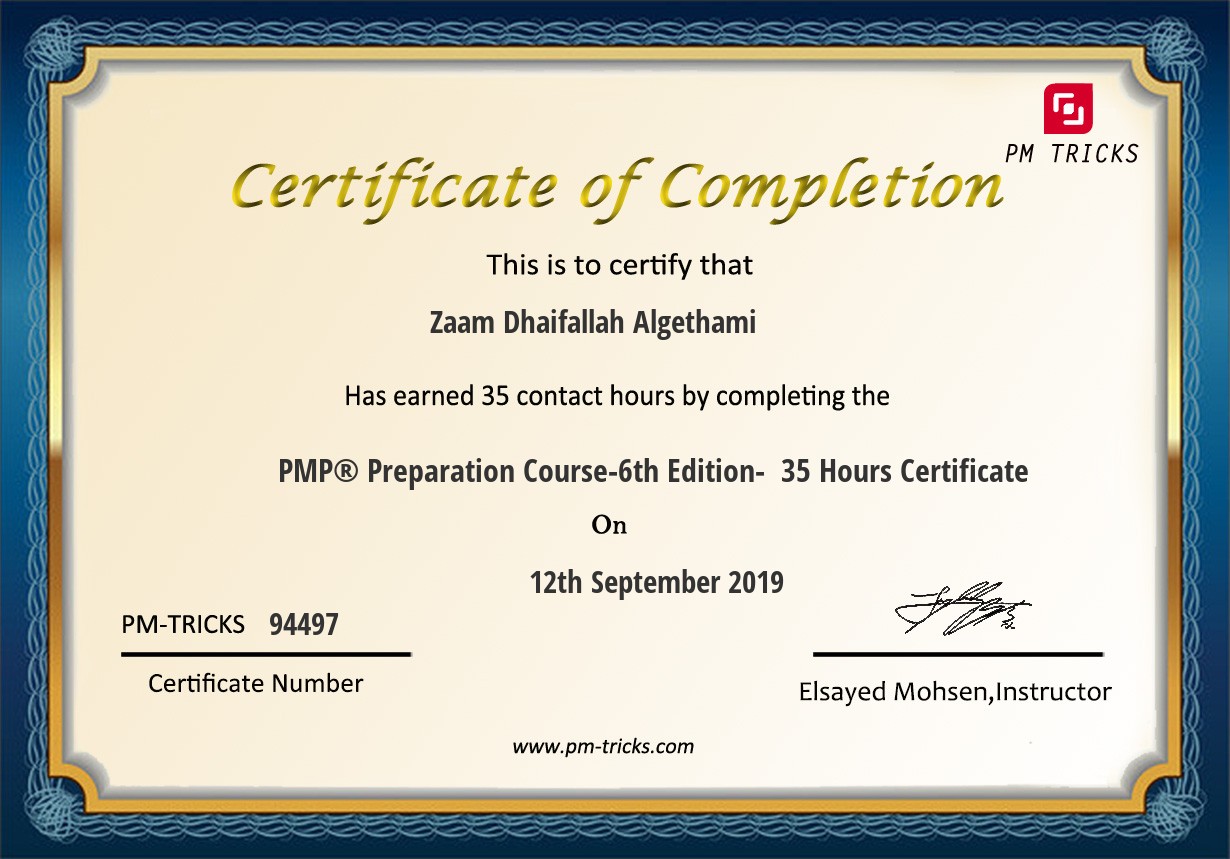 PM TRICKS
Certificate of Completion
This is to certify that
Zaam Dhaifallah Algethami
Has earned 35 contact hours by completing the
PMP® Preparation Course-6th Edition- 35 Hours Certificate
On
12th September 2019
PM-TRICKS 94497
Certificate Number
Elsayed Mohsen,Instructor
www.pm-tricks.com